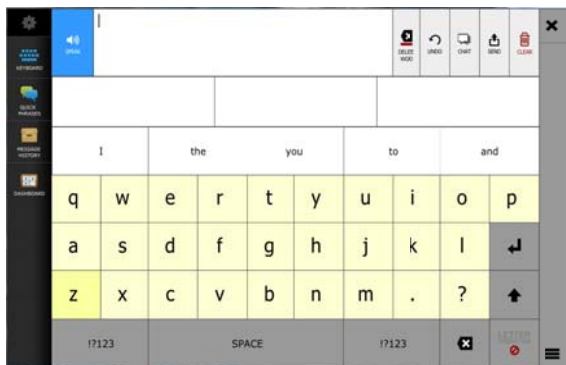 SPEAK
DELETE WORD
UNDO
CHAT
SEND
CLEAR
KEYBOARD
QUICK PHRASES
MESSAGE HISTORY
DASHBOARD
I the you to and
q w e r t y u i o p
a s d f g h j k l
z x c v b n m . ?
!?123 SPACE !?123
LETTER